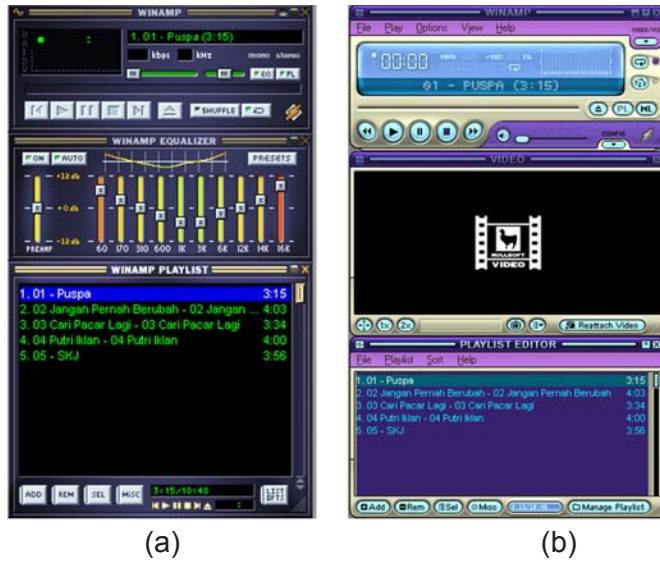 WINAMP
1. 01 - Puspa (3:15)
kbps
kHz
mono stereo
EQ
PL
SHUFFLE
WINAMP EQUALIZER
ON
AUTO
PRESETS
+12 db
+0 db
-12 db
PREAMP
60 170 310 600 1K 3K 6K 12K 14K 16K
WINAMP PLAYLIST
1. 01 - Puspa 3:15
2. 02 Jangan Pernah Berubah - 02 Jangan ... 4:03
3. 03 Cari Pacar Lagi - 03 Cari Pacar Lagi 3:34
4. 04 Putri Iklan - 04 Putri Iklan 4:00
5. 05 - SKJ 3:56
ADD
REM
SEL
MISC
3:15/18:48
LIST OPTS
(a)
WINAMP
File Play Options View Help
00:00
01 - PUSPA (3:15)
PL
ML
CONFIG
VIDEO
NULLSOFT
VIDEO
1x
2x
Reattach Video
PLAYLIST EDITOR
File Playlist Sort Help
1. 01 - Puspa 3:15
2. 02 Jangan Pernah Berubah - 02 Jangan Pernah Berubah 4:03
3. 03 Cari Pacar Lagi - 03 Cari Pacar Lagi 3:34
4. 04 Putri Iklan - 04 Putri Iklan 4:00
5. 05 - SKJ 3:56
Add
Rem
Sel
Misc
Manage Playlist
(b)